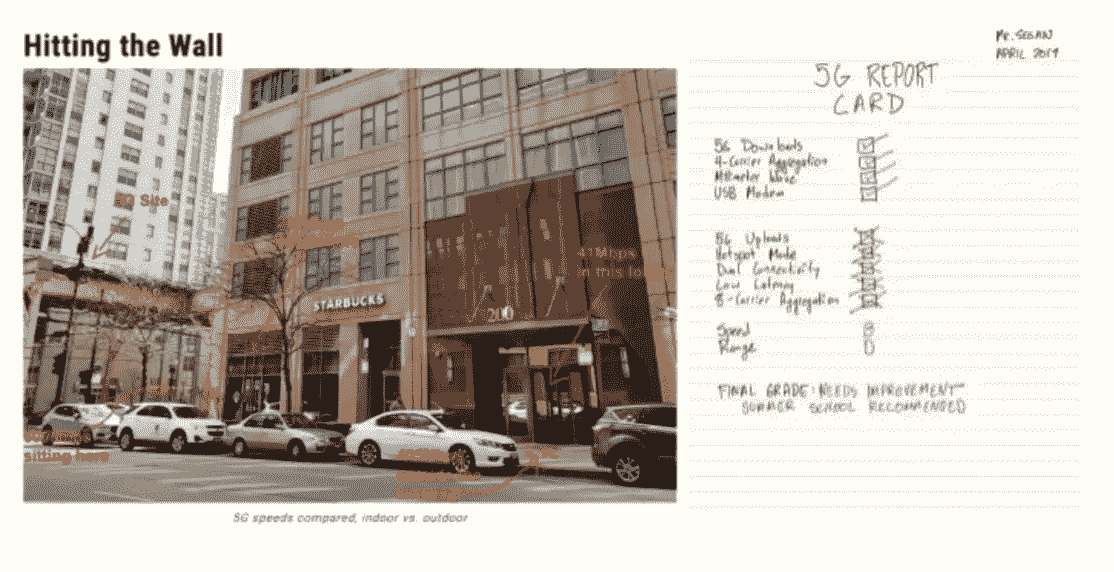 Hitting the Wall
5G Site
STARBUCKS
41Mbps
in this lo
200
sitting here
5G speeds compared, indoor vs. outdoor
Mr. SEGAN
APRIL 2019
5G REPORT
CARD
5G Downloads
4-Carrier Aggregation
Millimeter Wave
USB Modem
5G Uploads
Hotspot Mode
Dual Connectivity
Low Latency
8-Carrier Aggregation
Speed B
Range D
FINAL GRADE: NEEDS IMPROVEMENT
SUMMER SCHOOL RECOMMENDED